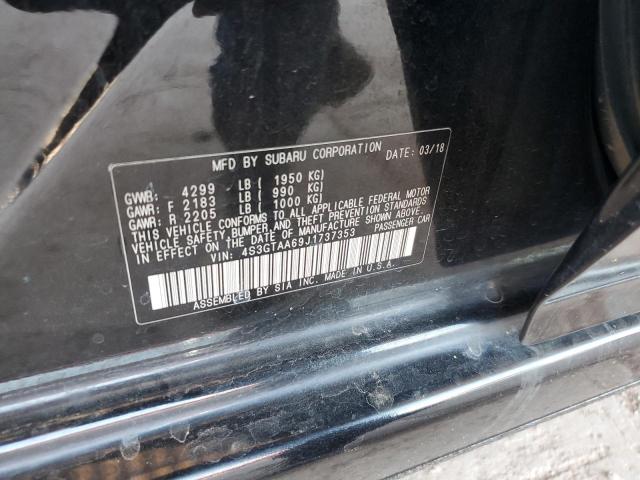 MFD BY SUBARU CORPORATION DATE: 03/18
GVWR: 4299 LB( 1950 KG)
GAWR: F 2183 LB( 990 KG)
GAWR: R 2205 LB( 1000 KG)
THIS VEHICLE CONFORMS TO ALL APPLICABLE FEDERAL MOTOR
VEHICLE SAFETY, BUMPER, AND THEFT PREVENTION STANDARDS
IN EFFECT ON THE DATE OF MANUFACTURE SHOWN ABOVE.
VIN: 4S3GTAA69J1737353 PASSENGER CAR
ASSEMBLED BY SIA INC. MADE IN U.S.A.